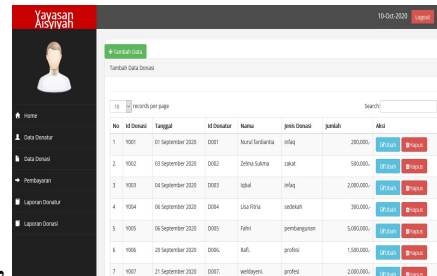 Yayasan
Aisyiyah
10-Oct-2020 Logout
+ Tambah Data
Tambah Data Donasi
10 records per page Search:
Home
Data Donatur
Data Donasi
Pembayaran
Laporan Donatur
Laporan Donasi
No Id Donasi Tanggal Id Donatur Nama Jenis Donasi Jumlah Aksi
1 Y001 01 September 2020 D001 Nurul fardiantia infaq 200,000,- Ubah Hapus
2 Y002 03 September 2020 D002 Zelma Sukma zakat 500,000,- Ubah Hapus
3 Y003 04 September 2020 D003 Iqbal infaq 2,000,000,- Ubah Hapus
4 Y004 06 September 2020 D004 Lisa Fitria sedekah 300,000,- Ubah Hapus
5 Y005 06 September 2020 D005 Fahri pembangunan 5,000,000,- Ubah Hapus
6 Y006 20 September 2020 D006. Rafi. profesi 1,500,000,- Ubah Hapus
7 Y007 21 September 2020 D007. weldayeni. profesi 2,000,000,- Ubah Hapus